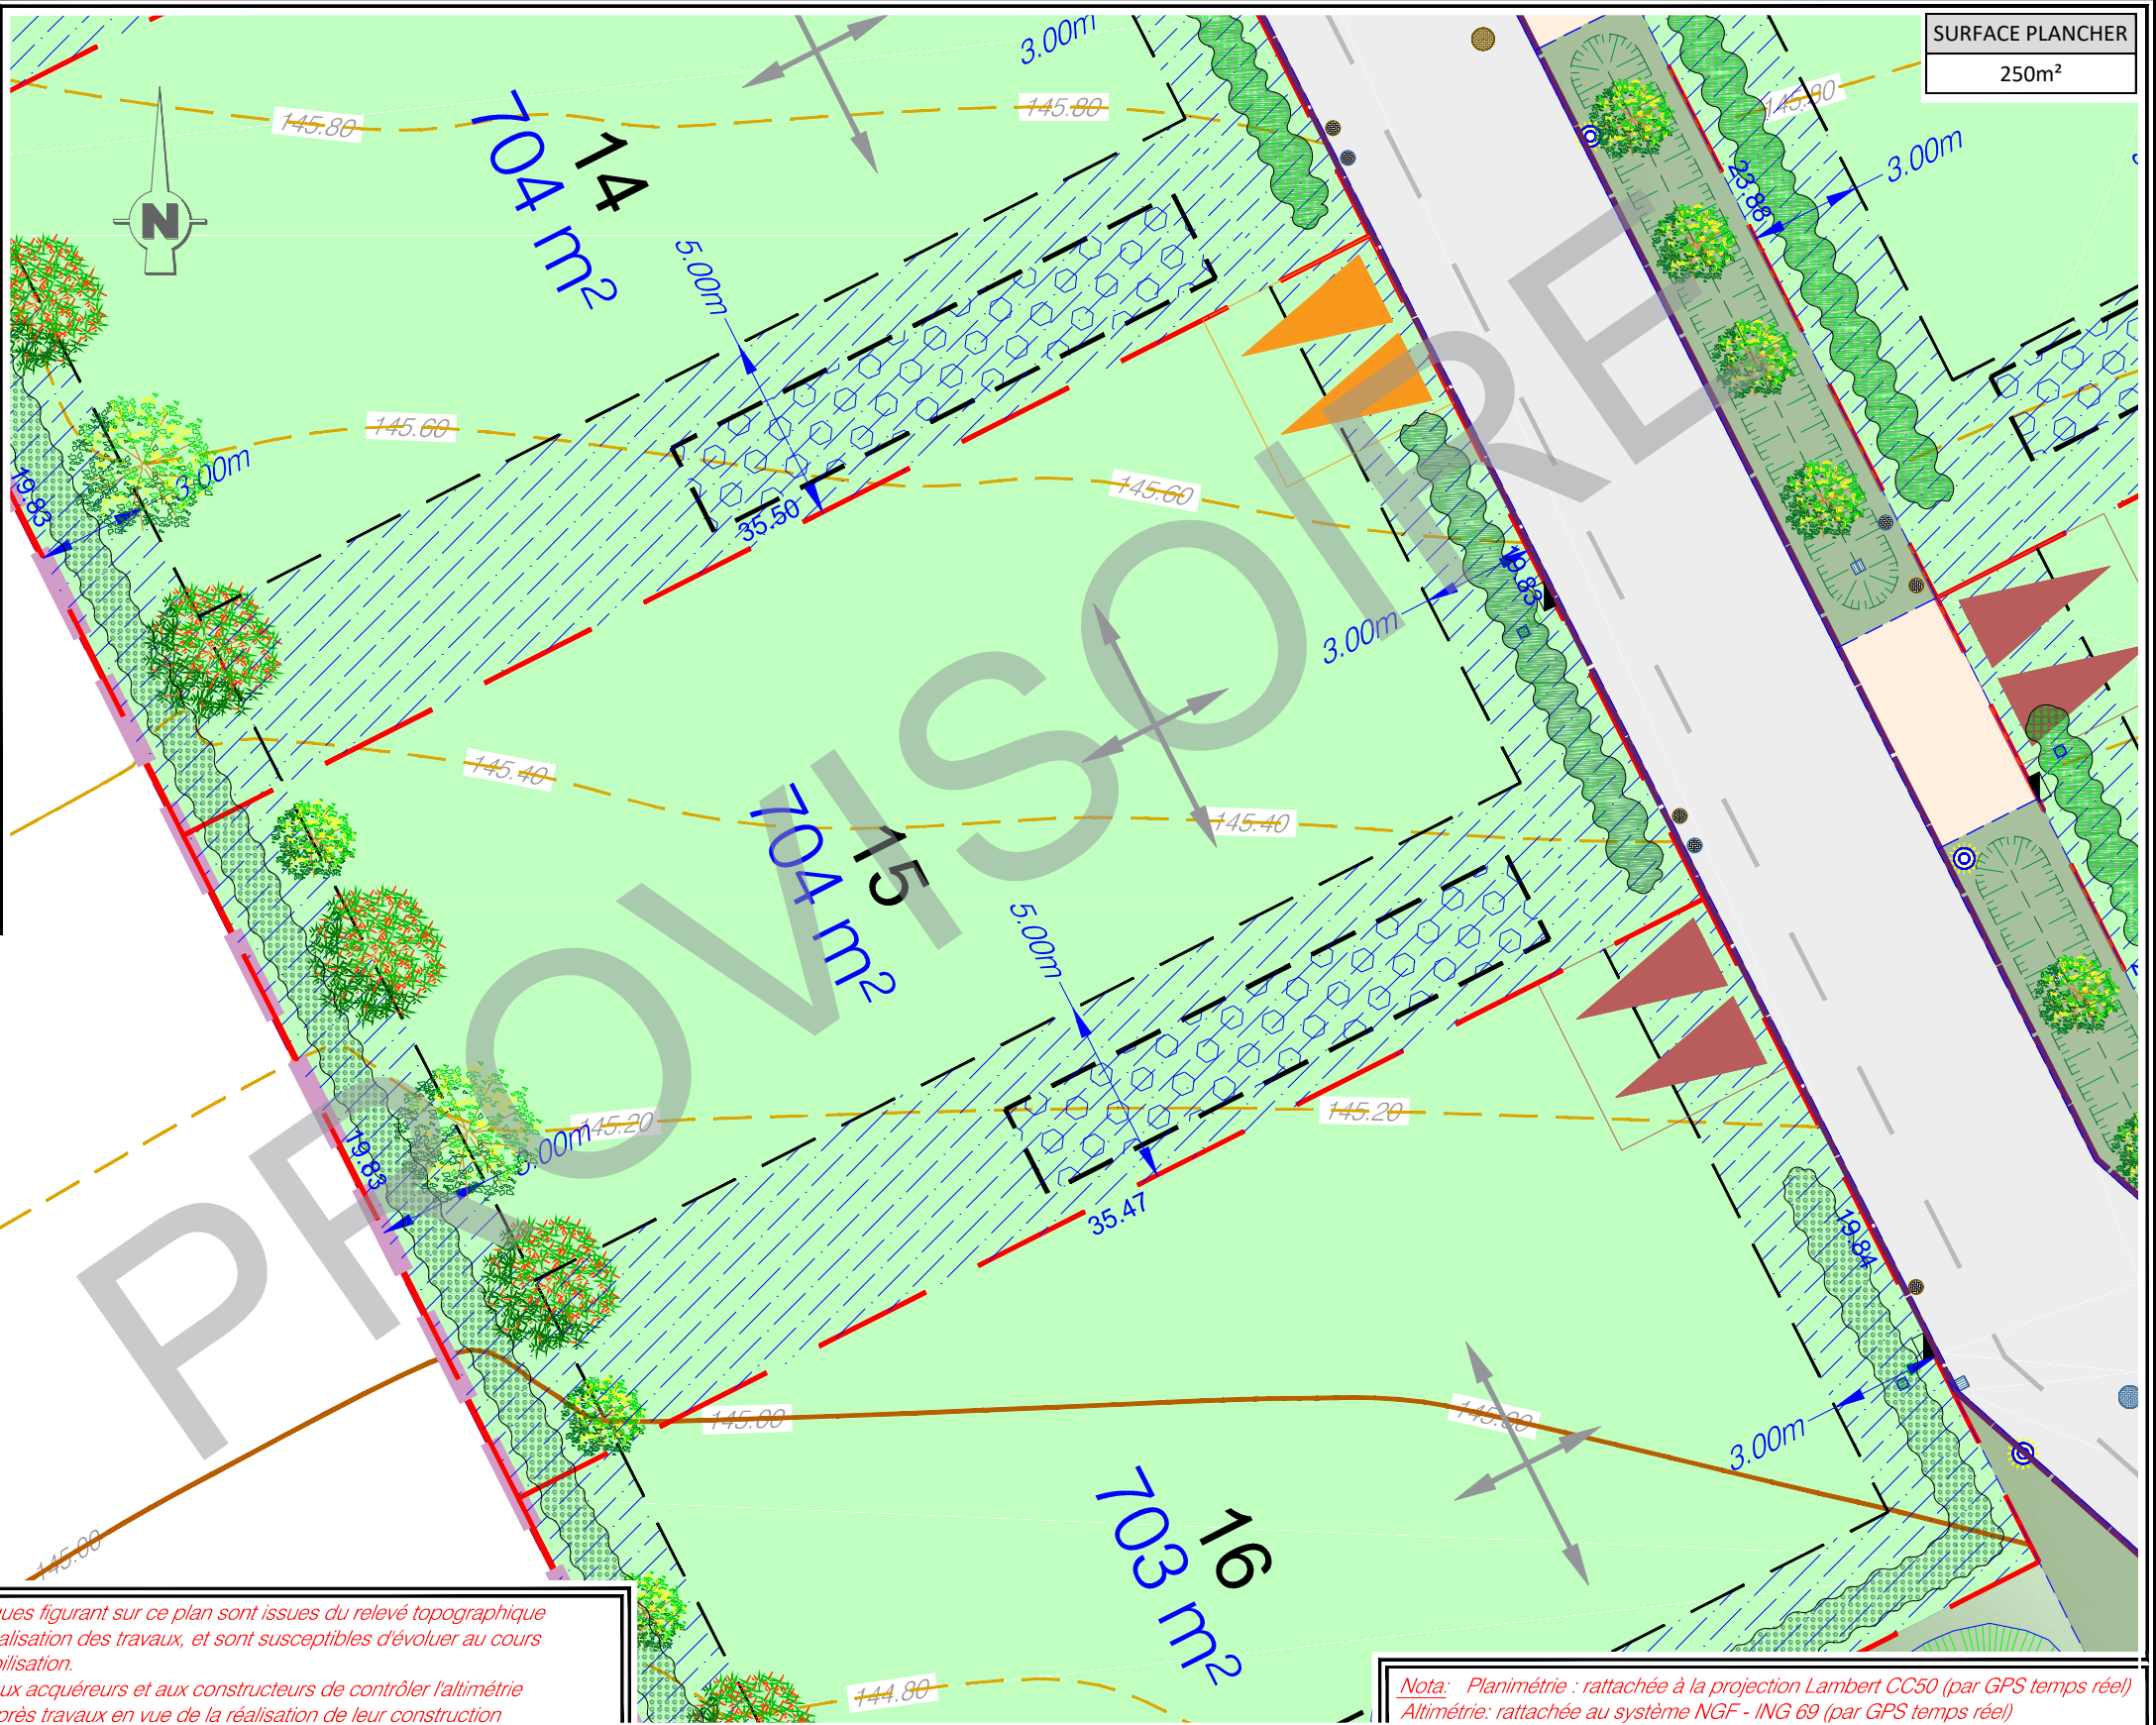 SURFACE PLANCHER
250m²
3.00m
145.80
145.80
145.80
3.00m
23.88
N
14
704 m2
5.00m
145.60
145.60
3.00m
19.83
35.50
19.83
3.00m
145.40
145.40
15
704 m2
5.00m
145.20
145.20
3.00m
19.83
35.47
19.84
3.00m
145.00
145.00
145.00
16
703 m2
144.80
PROVISOIRE
ues figurant sur ce plan sont issues du relevé topographique
alisation des travaux, et sont susceptibles d'évoluer au cours
bilisation.
ux acquéreurs et aux constructeurs de contrôler l'altimétrie
près travaux en vue de la réalisation de leur construction
Nota: Planimétrie : rattachée à la projection Lambert CC50 (par GPS temps réel)
Altimétrie: rattachée au système NGF - ING 69 (par GPS temps réel)